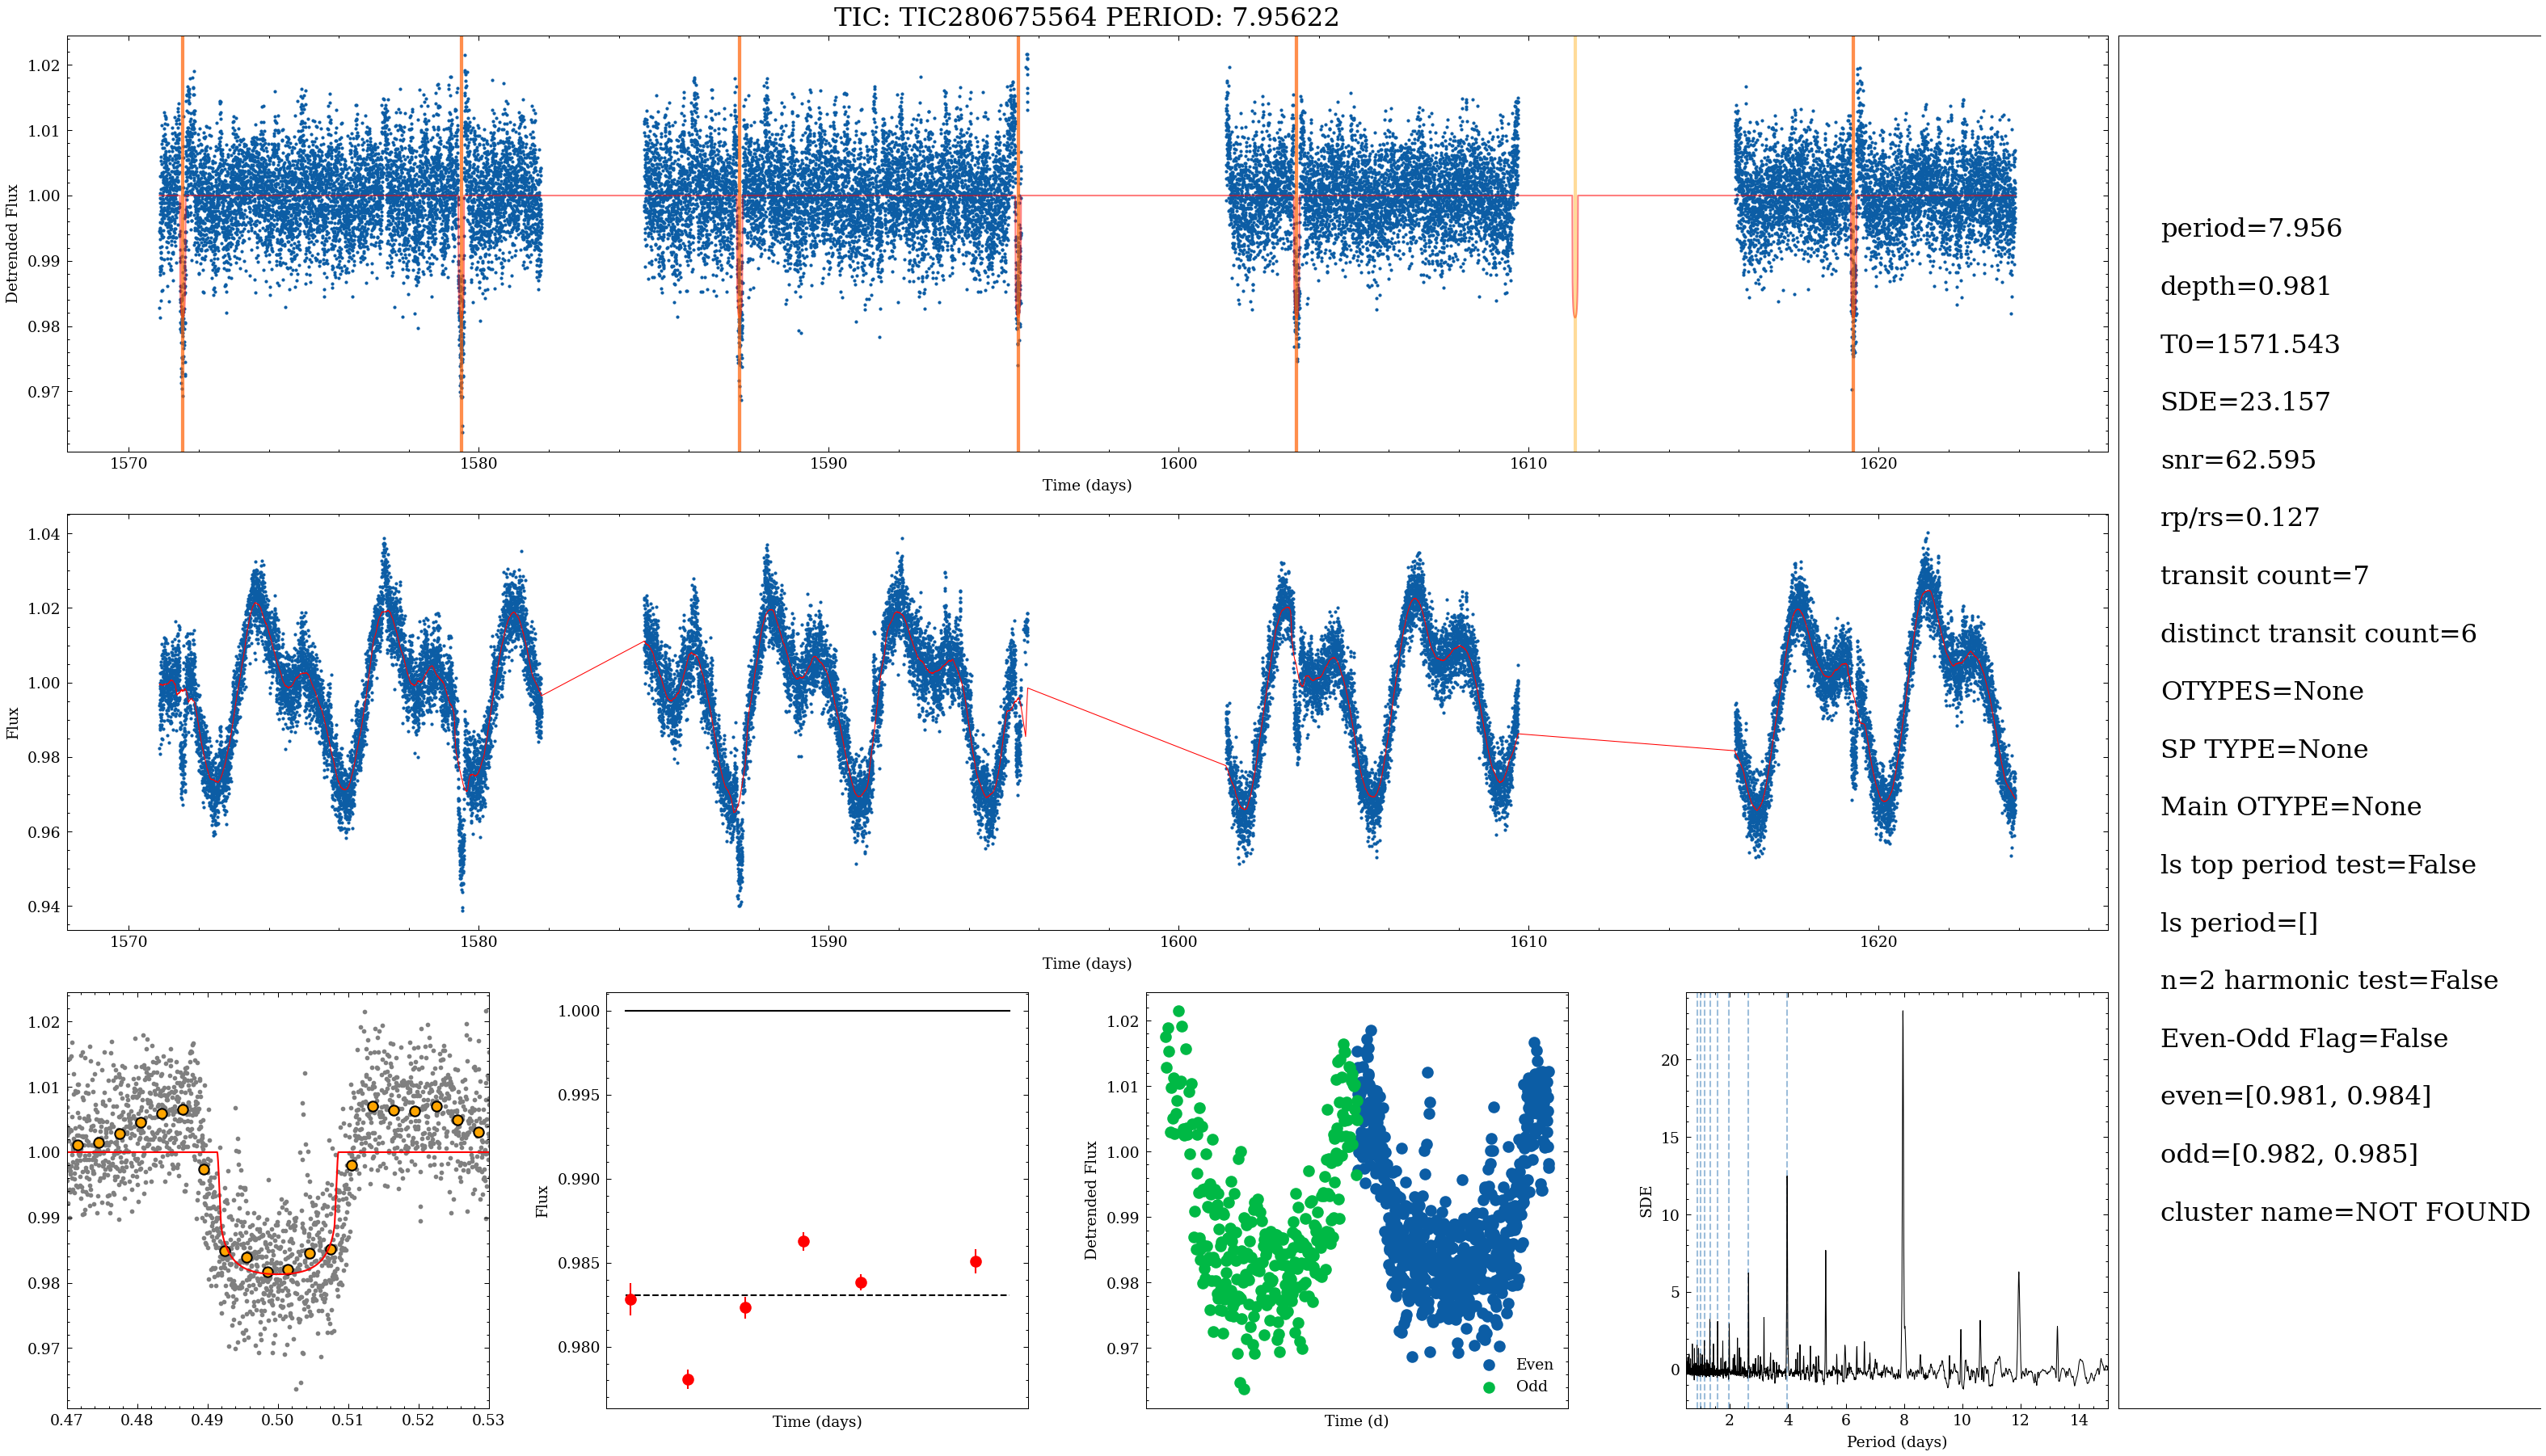 TIC: TIC280675564 PERIOD: 7.95622
1.02
1.01
1.00
0.99
0.98
0.97
Detrended Flux
1570
1580
1590
1600
1610
1620
Time (days)
1.04
1.02
1.00
0.98
0.96
0.94
Flux
1570
1580
1590
1600
1610
1620
Time (days)
1.02
1.01
1.00
0.99
0.98
0.97
0.47
0.48
0.49
0.50
0.51
0.52
0.53
1.000
0.995
0.990
0.985
0.980
Flux
Time (days)
1.02
1.01
1.00
0.99
0.98
0.97
Detrended Flux
Even
Odd
Time (d)
20
15
10
5
0
SDE
2
4
6
8
10
12
14
Period (days)
period=7.956
depth=0.981
T0=1571.543
SDE=23.157
snr=62.595
rp/rs=0.127
transit count=7
distinct transit count=6
OTYPES=None
SP TYPE=None
Main OTYPE=None
ls top period test=False
ls period=[]
n=2 harmonic test=False
Even-Odd Flag=False
even=[0.981, 0.984]
odd=[0.982, 0.985]
cluster name=NOT FOUND